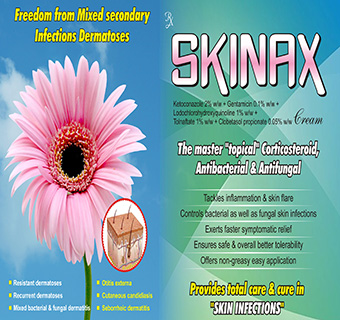 Freedom from Mixed secondary
Infections Dermatoses
Resistant dermatoses
Recurrent dermatoses
Mixed bacterial & fungal dermatitis
Otitis externa
Cutaneous candidiasis
Seborrheic dermatitis
Rx
SKINAX
Ketoconazole 2% w/w + Gentamicin 0.1% w/w +
Lodochlorohydroxyquinoline 1% w/w +
Tolnaftate 1% w/w + Clobetasol propionate 0.05% w/w Cream
The master "topical" Corticosteroid,
Antibacterial & Antifungal
Tackles inflammation & skin flare
Controls bacterial as well as fungal skin infections
Exerts faster symptomatic relief
Ensures safe & overall better tolerability
Offers non-greasy easy application
Provides total care & cure in
"SKIN INFECTIONS"